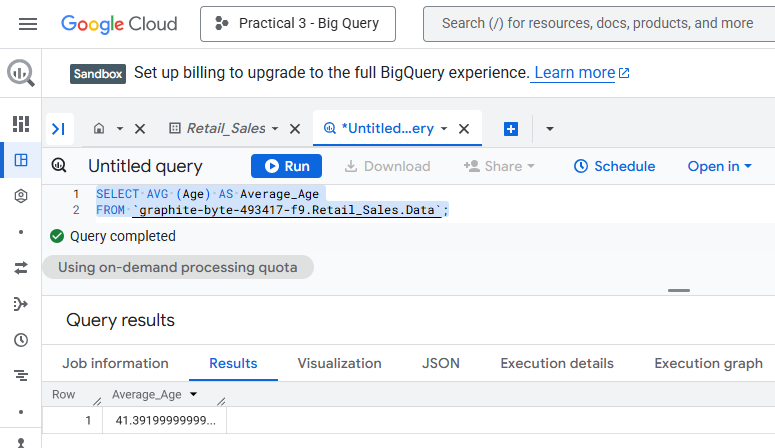 Google Cloud
Practical 3 - Big Query
Search (/) for resources, docs, products, and more
Sandbox Set up billing to upgrade to the full BigQuery experience. Learn more
Retail_Sales
*Untitled...ery
Untitled query
Run
Download
Share
Schedule
Open in
1 SELECT AVG (Age) AS Average_Age
2 FROM `graphite-byte-493417-f9.Retail_Sales.Data`;
Query completed
Using on-demand processing quota
Query results
Job information Results Visualization JSON Execution details Execution graph
Row Average_Age
1 41.39199999999...